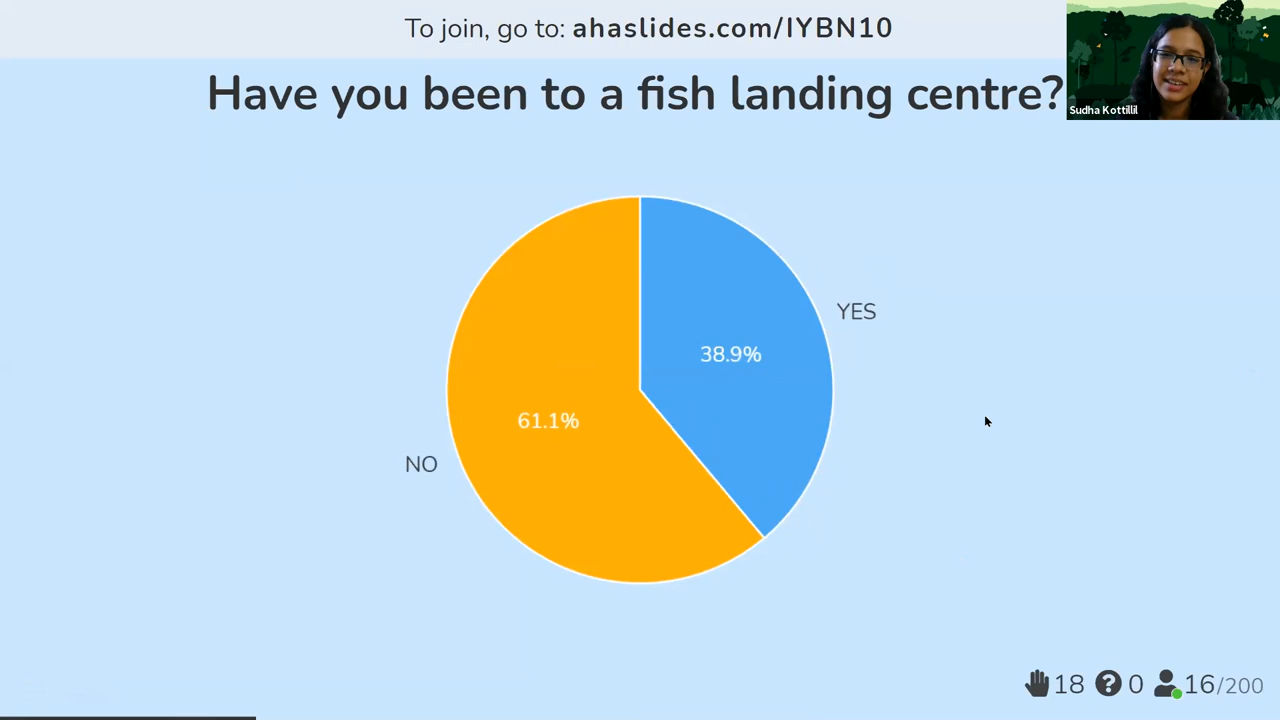 To join, go to: ahaslides.com/IYBN10
Have you been to a fish landing centre?
Sudha Kottillil
YES
38.9%
61.1%
NO
18 ? 0 16/200